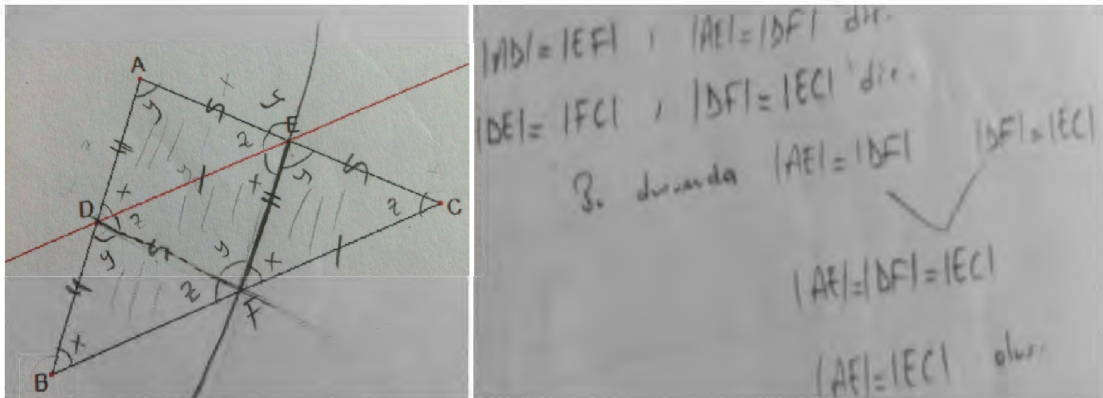 A
x
y
y
E
z
y
x
z
C
D
x
z
y
y
x
z
F
x
B
|AD|=|EF| , |AE|=|DF| dir.
|DE|=|FC| , |DF|=|EC| dir.
Bu durumda |AE|=|DF| |DF|=|EC|
|AE|=|DF|=|EC|
|AE|=|EC| olur.